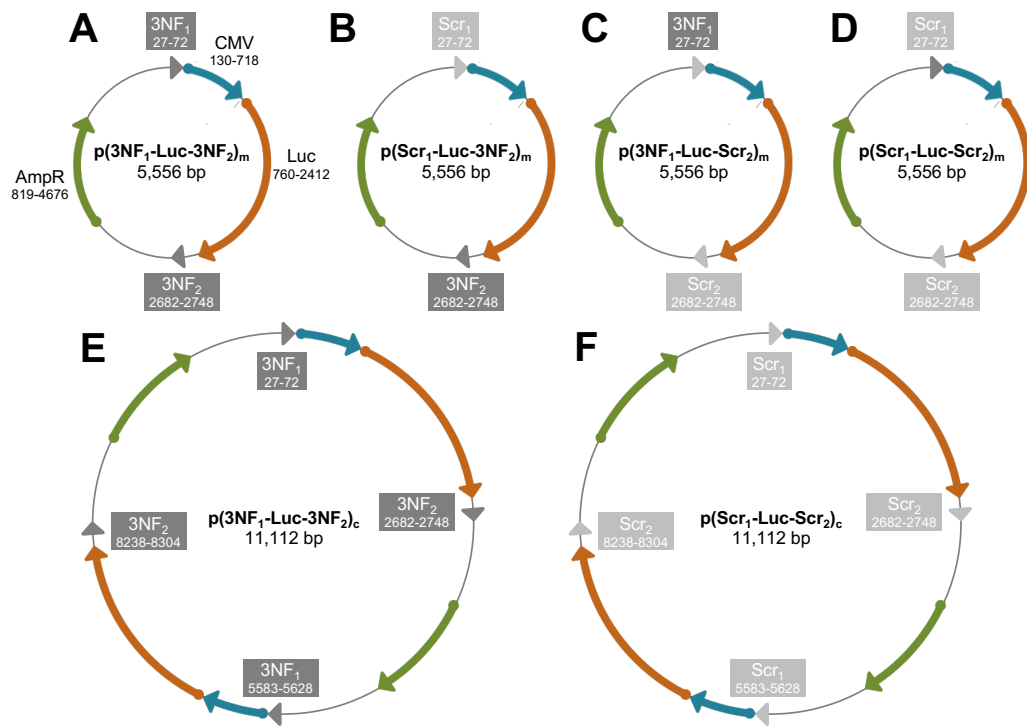 A
3NF₁
27-72
CMV
130-718
p(3NF₁-Luc-3NF₂)ₘ
5,556 bp
Luc
760-2412
AmpR
819-4676
3NF₂
2682-2748
B
Scr₁
27-72
p(Scr₁-Luc-3NF₂)ₘ
5,556 bp
3NF₂
2682-2748
C
3NF₁
27-72
p(3NF₁-Luc-Scr₂)ₘ
5,556 bp
Scr₂
2682-2748
D
Scr₁
27-72
p(Scr₁-Luc-Scr₂)ₘ
5,556 bp
Scr₂
2682-2748
E
3NF₁
27-72
3NF₂
2682-2748
p(3NF₁-Luc-3NF₂)c
11,112 bp
3NF₂
8238-8304
3NF₁
5583-5628
F
Scr₁
27-72
Scr₂
2682-2748
p(Scr₁-Luc-Scr₂)c
11,112 bp
Scr₂
8238-8304
Scr₁
5583-5628